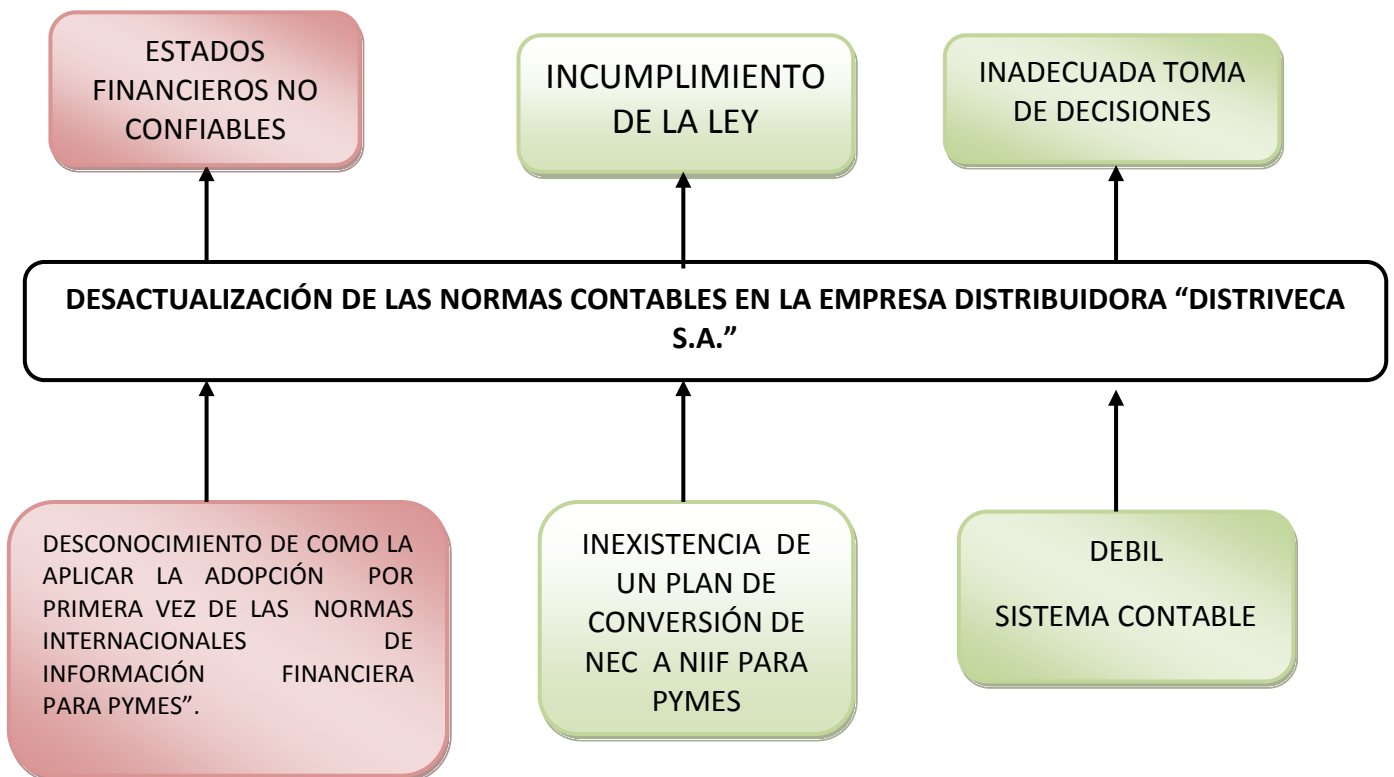 ESTADOS
FINANCIEROS NO
CONFIABLES
INCUMPLIMIENTO
DE LA LEY
INADECUADA TOMA
DE DECISIONES
DESACTUALIZACIÓN DE LAS NORMAS CONTABLES EN LA EMPRESA DISTRIBUIDORA “DISTRIVECA
S.A.”
DESCONOCIMIENTO DE COMO LA
APLICAR LA ADOPCIÓN POR
PRIMERA VEZ DE LAS NORMAS
INTERNACIONALES DE
INFORMACIÓN FINANCIERA
PARA PYMES”.
INEXISTENCIA DE
UN PLAN DE
CONVERSIÓN DE
NEC A NIIF PARA
PYMES
DEBIL
SISTEMA CONTABLE